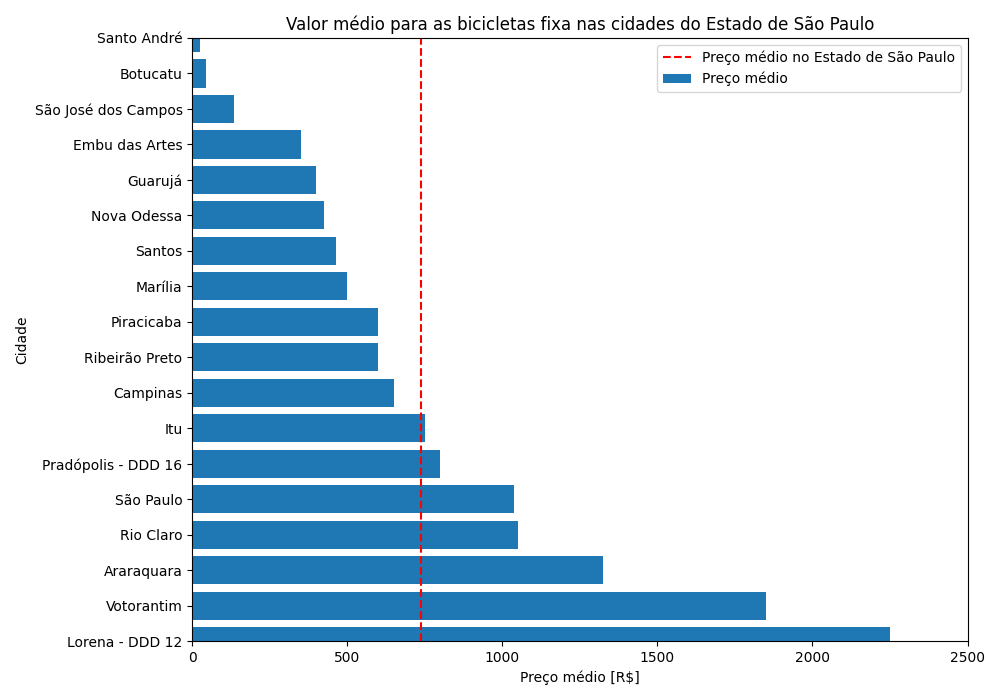 Valor médio para as bicicletas fixa nas cidades do Estado de São Paulo
Preço médio no Estado de São Paulo
Preço médio
Cidade
Santo André
Botucatu
São José dos Campos
Embu das Artes
Guarujá
Nova Odessa
Santos
Marília
Piracicaba
Ribeirão Preto
Campinas
Itu
Pradópolis - DDD 16
São Paulo
Rio Claro
Araraquara
Votorantim
Lorena - DDD 12
0 500 1000 1500 2000 2500
Preço médio [R$]